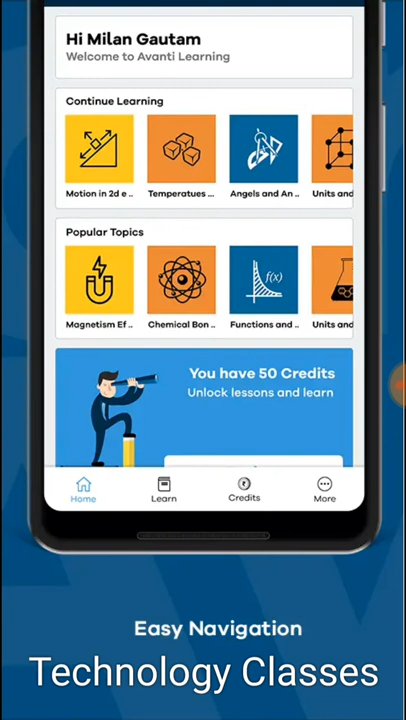 Hi Milan Gautam
Welcome to Avanti Learning
Continue Learning
Motion in 2d e ..
Temperatues ...
Angels and An ..
Units and
Popular Topics
Magnetism Ef ..
Chemical Bon ..
f(x)
Functions and ..
Units and
You have 50 Credits
Unlock lessons and learn
Home
Learn
Credits
More
Easy Navigation
Technology Classes